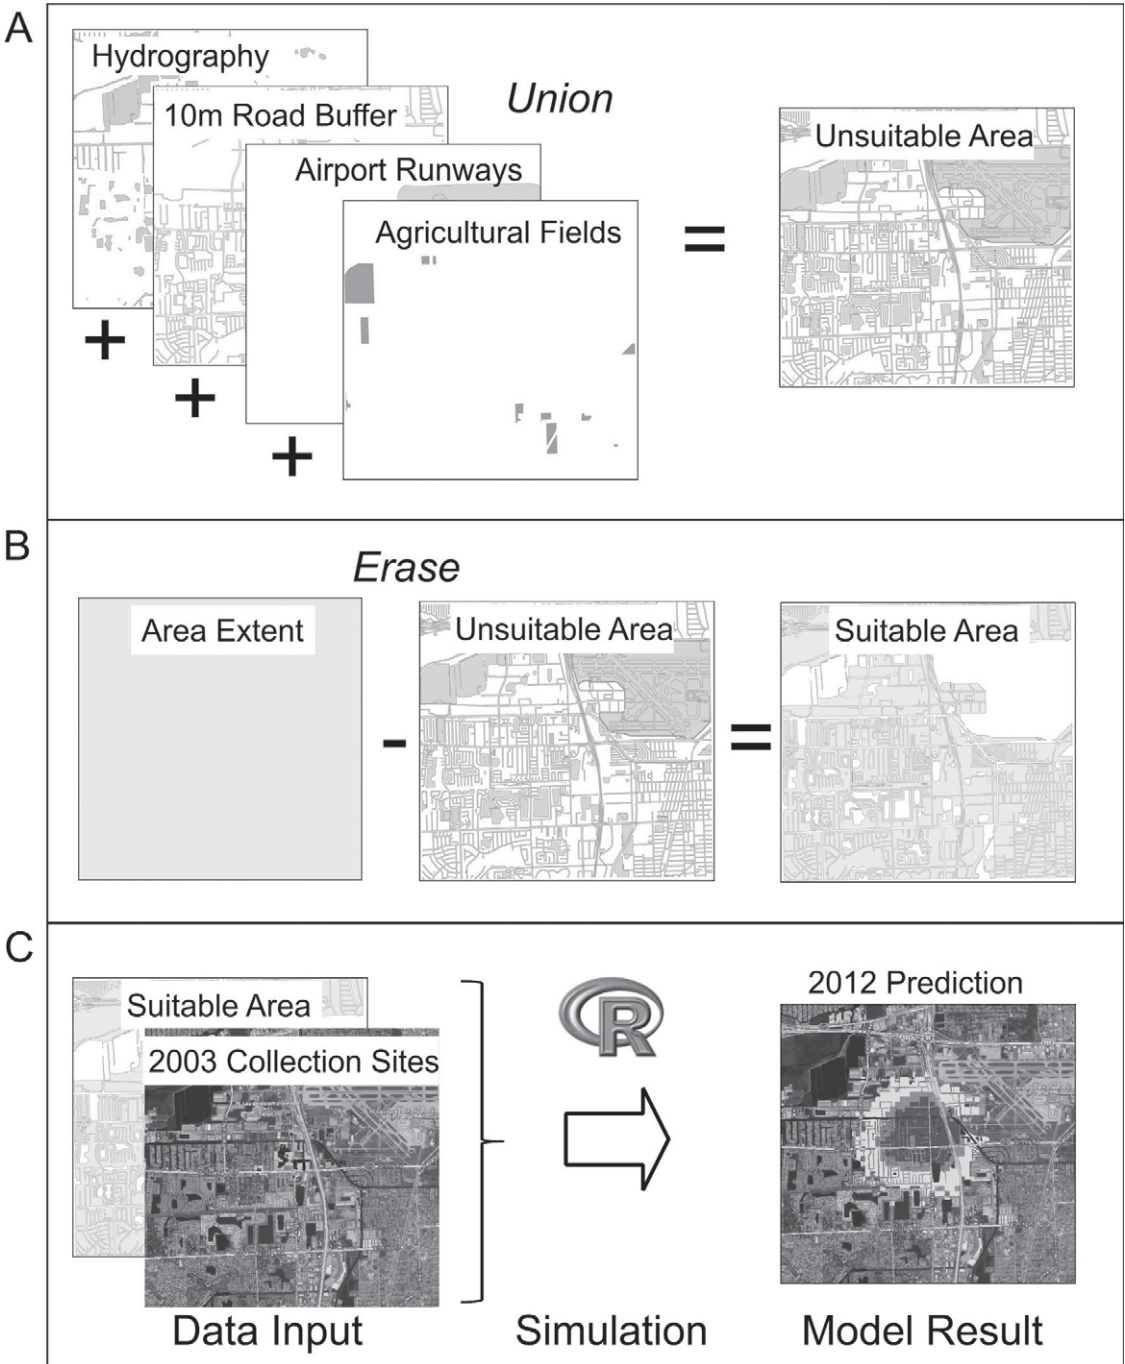 A
Hydrography
10m Road Buffer
Airport Runways
Agricultural Fields
+
+
+
Union
=
Unsuitable Area
B
Erase
Area Extent
-
Unsuitable Area
=
Suitable Area
C
Suitable Area
2003 Collection Sites
R
2012 Prediction
Data Input
Simulation
Model Result